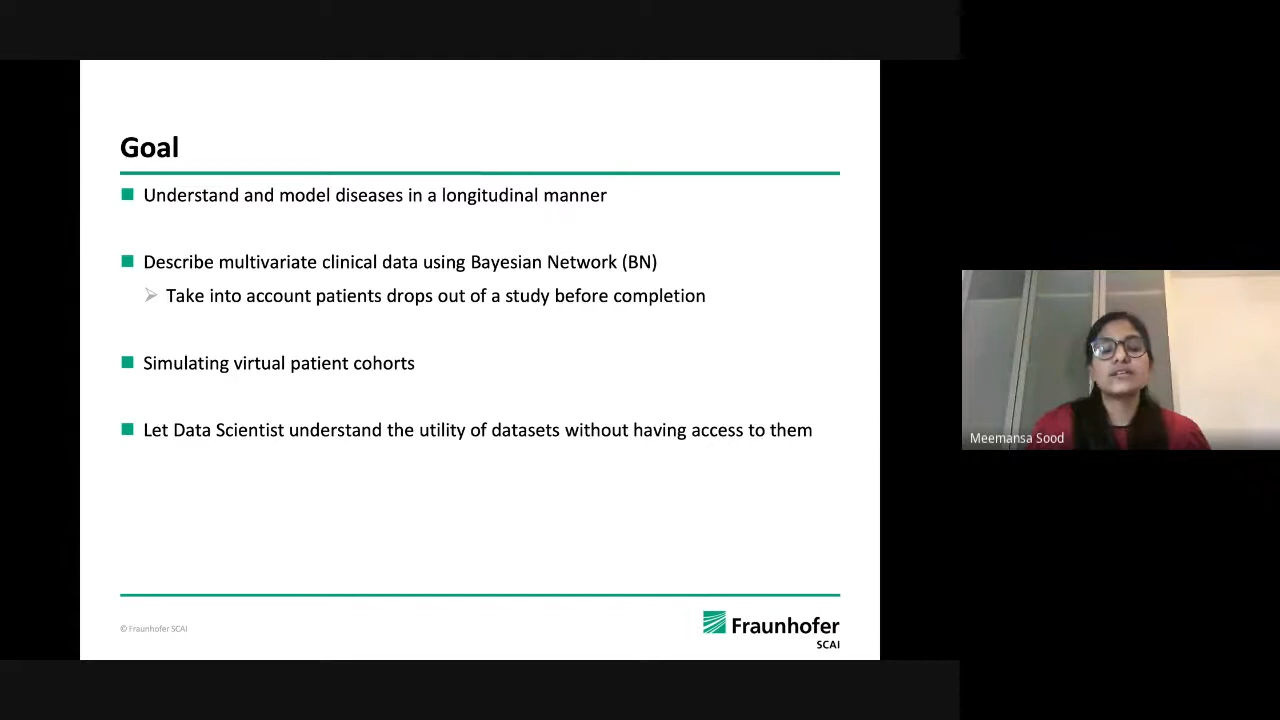 Goal
Understand and model diseases in a longitudinal manner
Describe multivariate clinical data using Bayesian Network (BN)
Take into account patients drops out of a study before completion
Simulating virtual patient cohorts
Let Data Scientist understand the utility of datasets without having access to them
© Fraunhofer SCAI
Fraunhofer
SCAI
Meemansa Sood